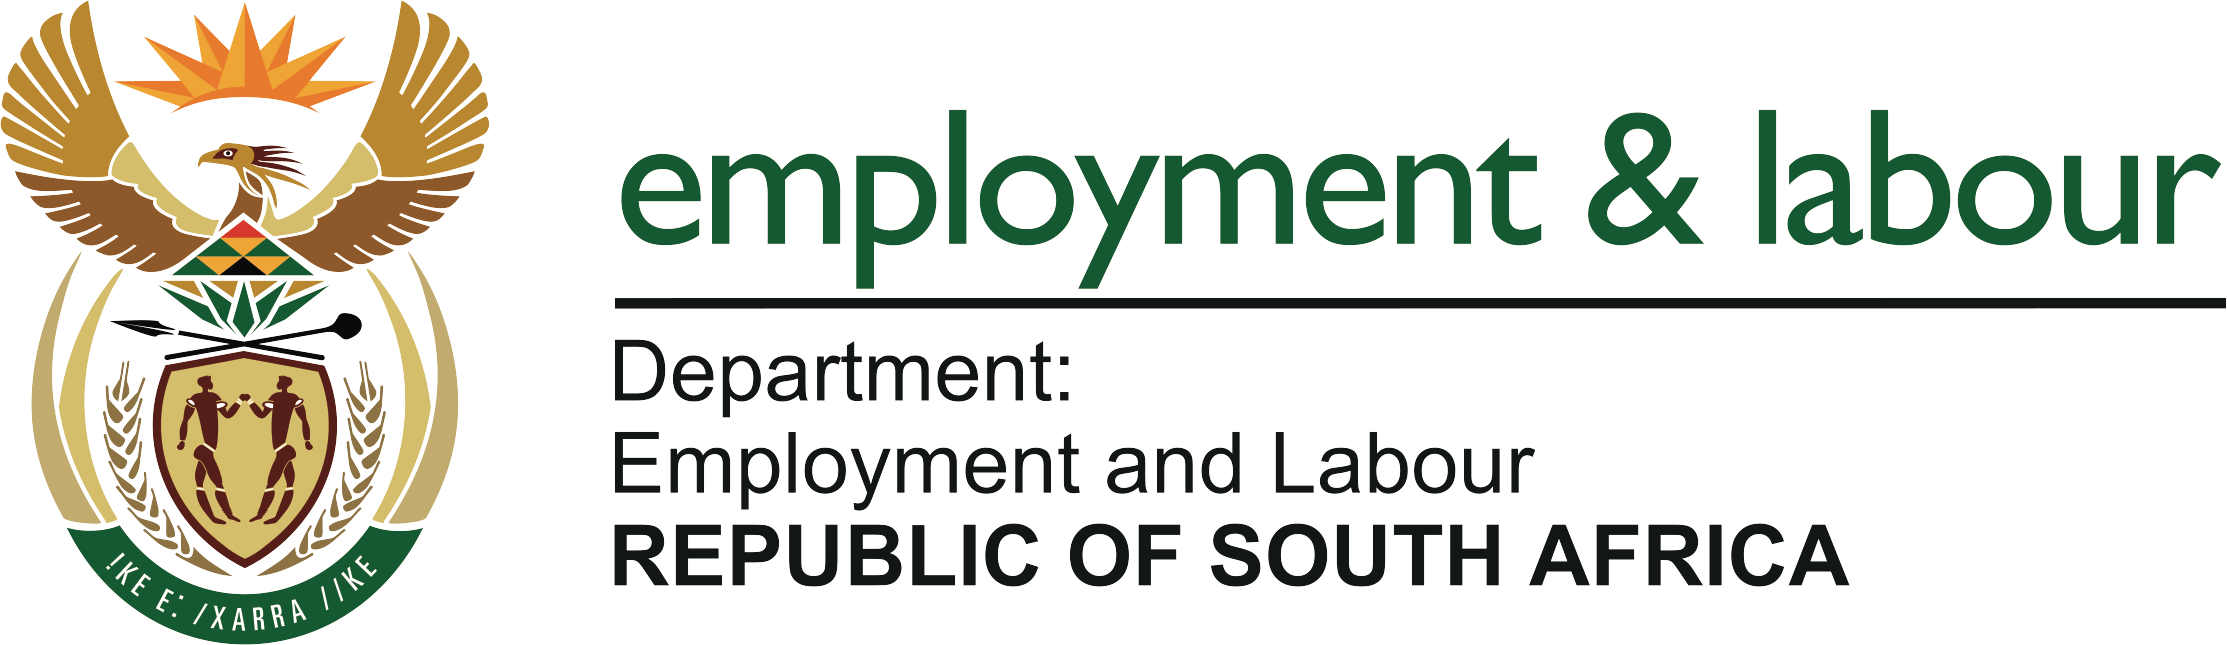 employment & labour
Department:
Employment and Labour
REPUBLIC OF SOUTH AFRICA
!KE E: /XARRA //KE